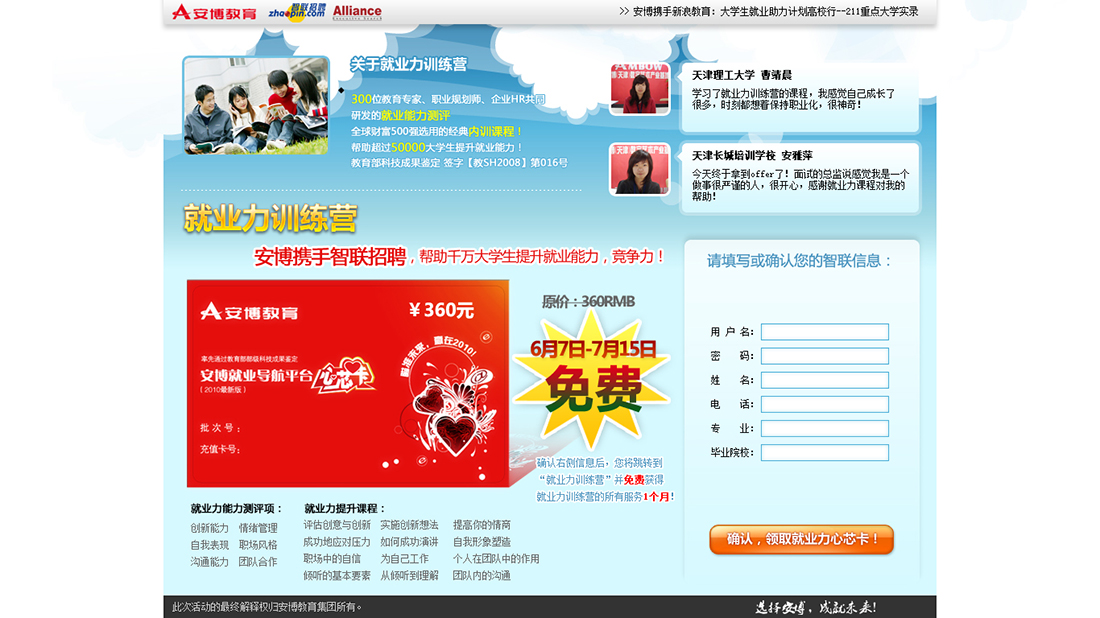 安博教育 智联招聘 zhaopin.com Alliance
>> 安博携手新浪教育：大学生就业助力计划高校行--211重点大学实录
关于就业力训练营
300位教育专家、职业规划师、企业HR共同
研发的就业能力测评
全球财富500强选用的经典内训课程！
帮助超过50000大学生提升就业能力！
教育部科技成果鉴定 签字【教SH2008】第016号
天津理工大学 曹清晨
学习了就业力训练营的课程，我感觉自己成长了
很多，时刻都想着保持职业化，很神奇！
天津长城培训学校 安雅萍
今天终于拿到offer了！面试的总监说感觉我是一个
做事很严谨的人，很开心，感谢就业力课程对我的
帮助！
就业力训练营
安博携手智联招聘，帮助千万大学生提升就业能力，竞争力！
安博教育
￥360元
率先通过教育部部级科技成果鉴定
安博就业导航平台/心芯卡
（2010最新版）
赢在2010!
批次号：
充值卡号：
原价：360RMB
6月7日-7月15日
免费
确认右侧信息后，您将跳转到
“就业力训练营”并免费获得
就业力训练营的所有服务1个月！
请填写或确认您的智联信息：
用 户 名：
密 码：
姓 名：
电 话：
专 业：
毕业院校：
确认，领取就业力心芯卡！
就业力能力测评项： 就业力提升课程：
创新能力 情绪管理 评估创意与创新 实施创新想法 提高你的情商
自我表现 职场风格 成功地应对压力 如何成功演讲 自我形象塑造
沟通能力 团队合作 职场中的自信 为自己工作 个人在团队中的作用
倾听的基本要素 从倾听到理解 团队内的沟通
此次活动的最终解释权归安博教育集团所有。
选择安博，成就未来！